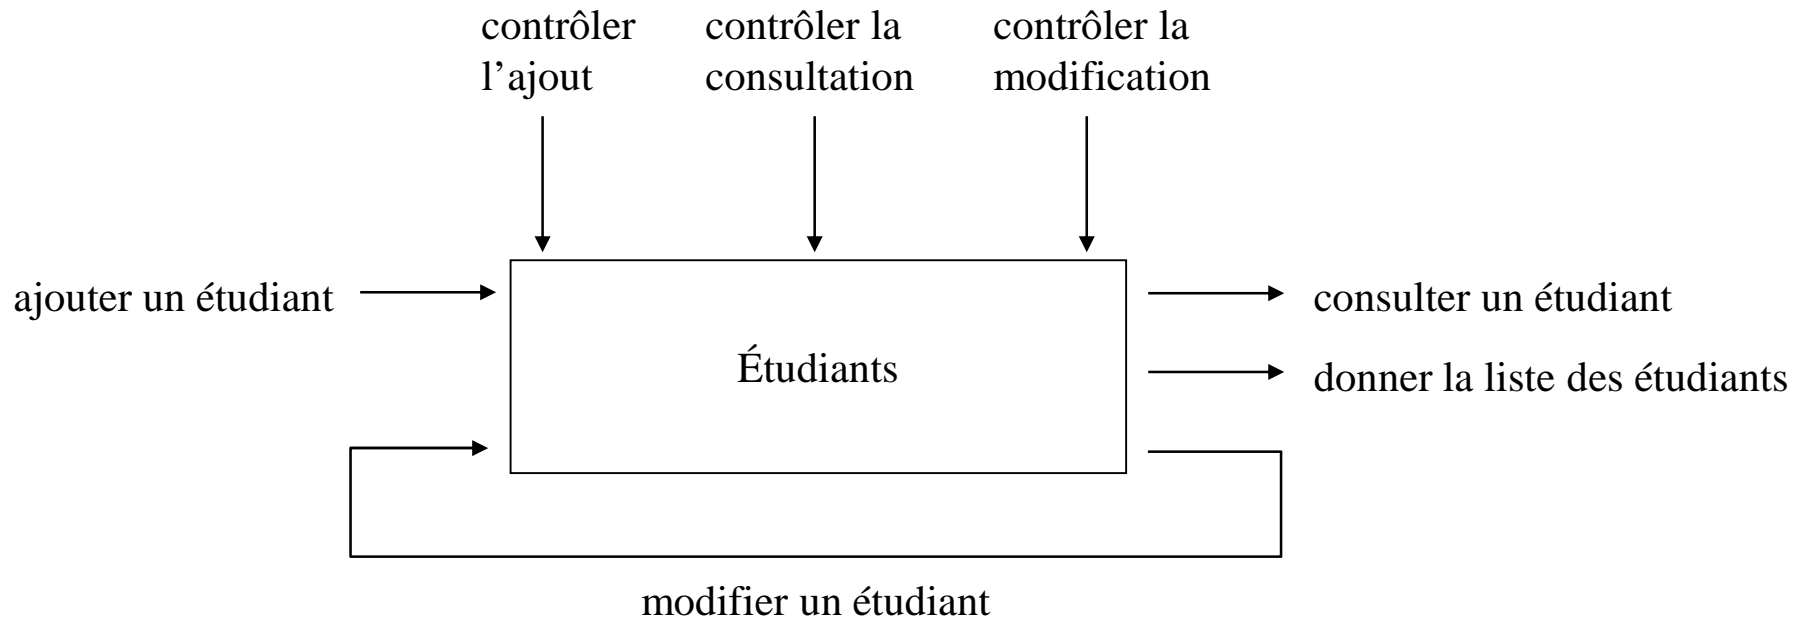 contrôler
l’ajout
contrôler la
consultation
contrôler la
modification
ajouter un étudiant
Étudiants
consulter un étudiant
donner la liste des étudiants
modifier un étudiant